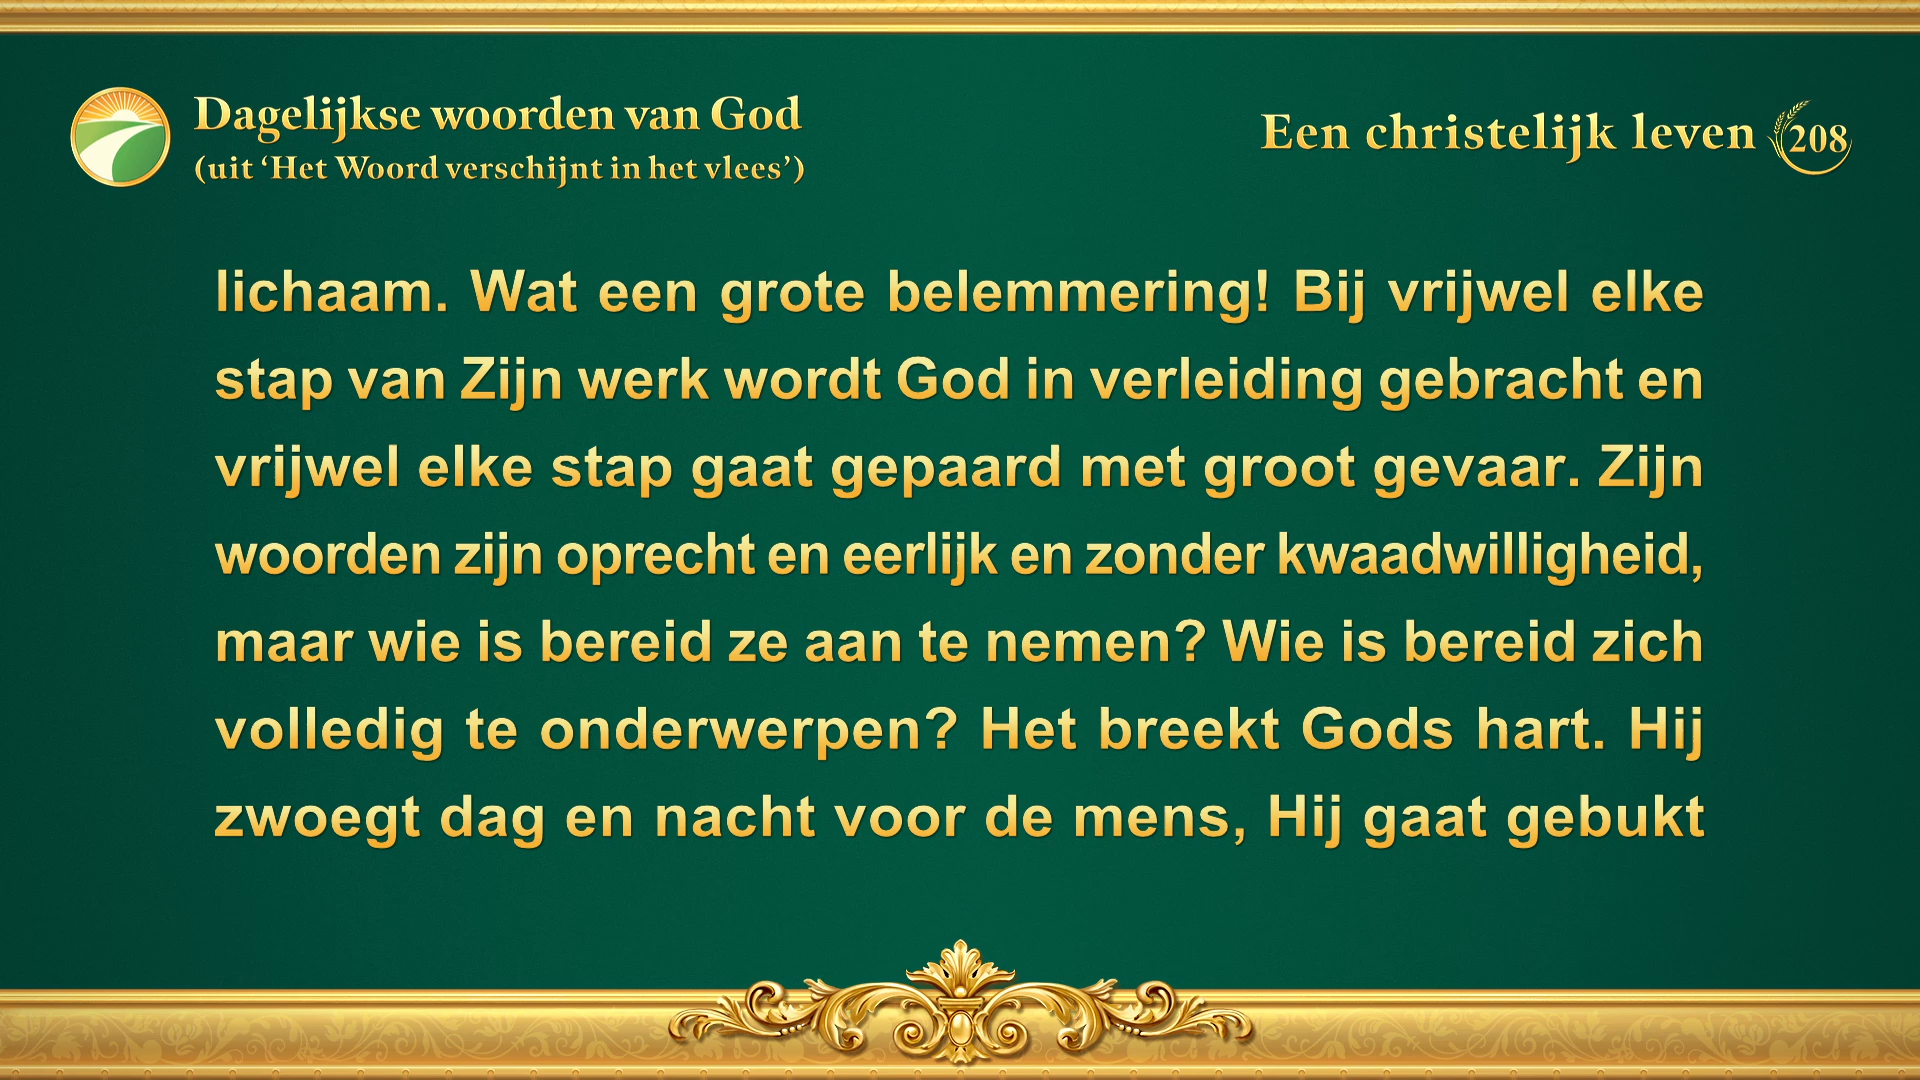 Dagelijkse woorden van God
(uit ‘Het Woord verschijnt in het vlees’)
Een christelijk leven 208
lichaam. Wat een grote belemmering! Bij vrijwel elke
stap van Zijn werk wordt God in verleiding gebracht en
vrijwel elke stap gaat gepaard met groot gevaar. Zijn
woorden zijn oprecht en eerlijk en zonder kwaadwilligheid,
maar wie is bereid ze aan te nemen? Wie is bereid zich
volledig te onderwerpen? Het breekt Gods hart. Hij
zwoegt dag en nacht voor de mens, Hij gaat gebukt